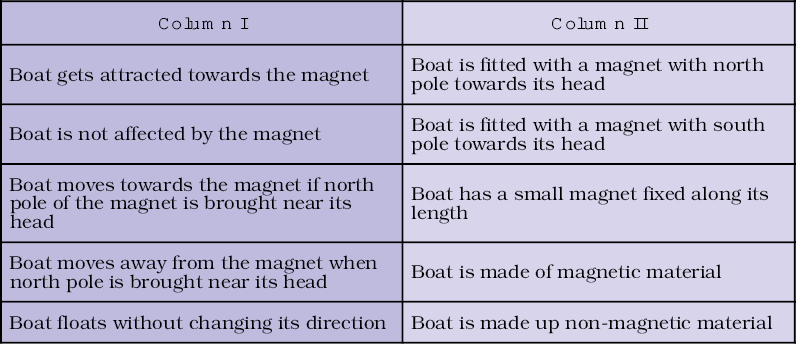 Column I
Column II
Boat gets attracted towards the magnet
Boat is fitted with a magnet with north
pole towards its head
Boat is not affected by the magnet
Boat is fitted with a magnet with south
pole towards its head
Boat moves towards the magnet if north
pole of the magnet is brought near its
head
Boat has a small magnet fixed along its
length
Boat moves away from the magnet when
north pole is brought near its head
Boat is made of magnetic material
Boat floats without changing its direction
Boat is made up non-magnetic material